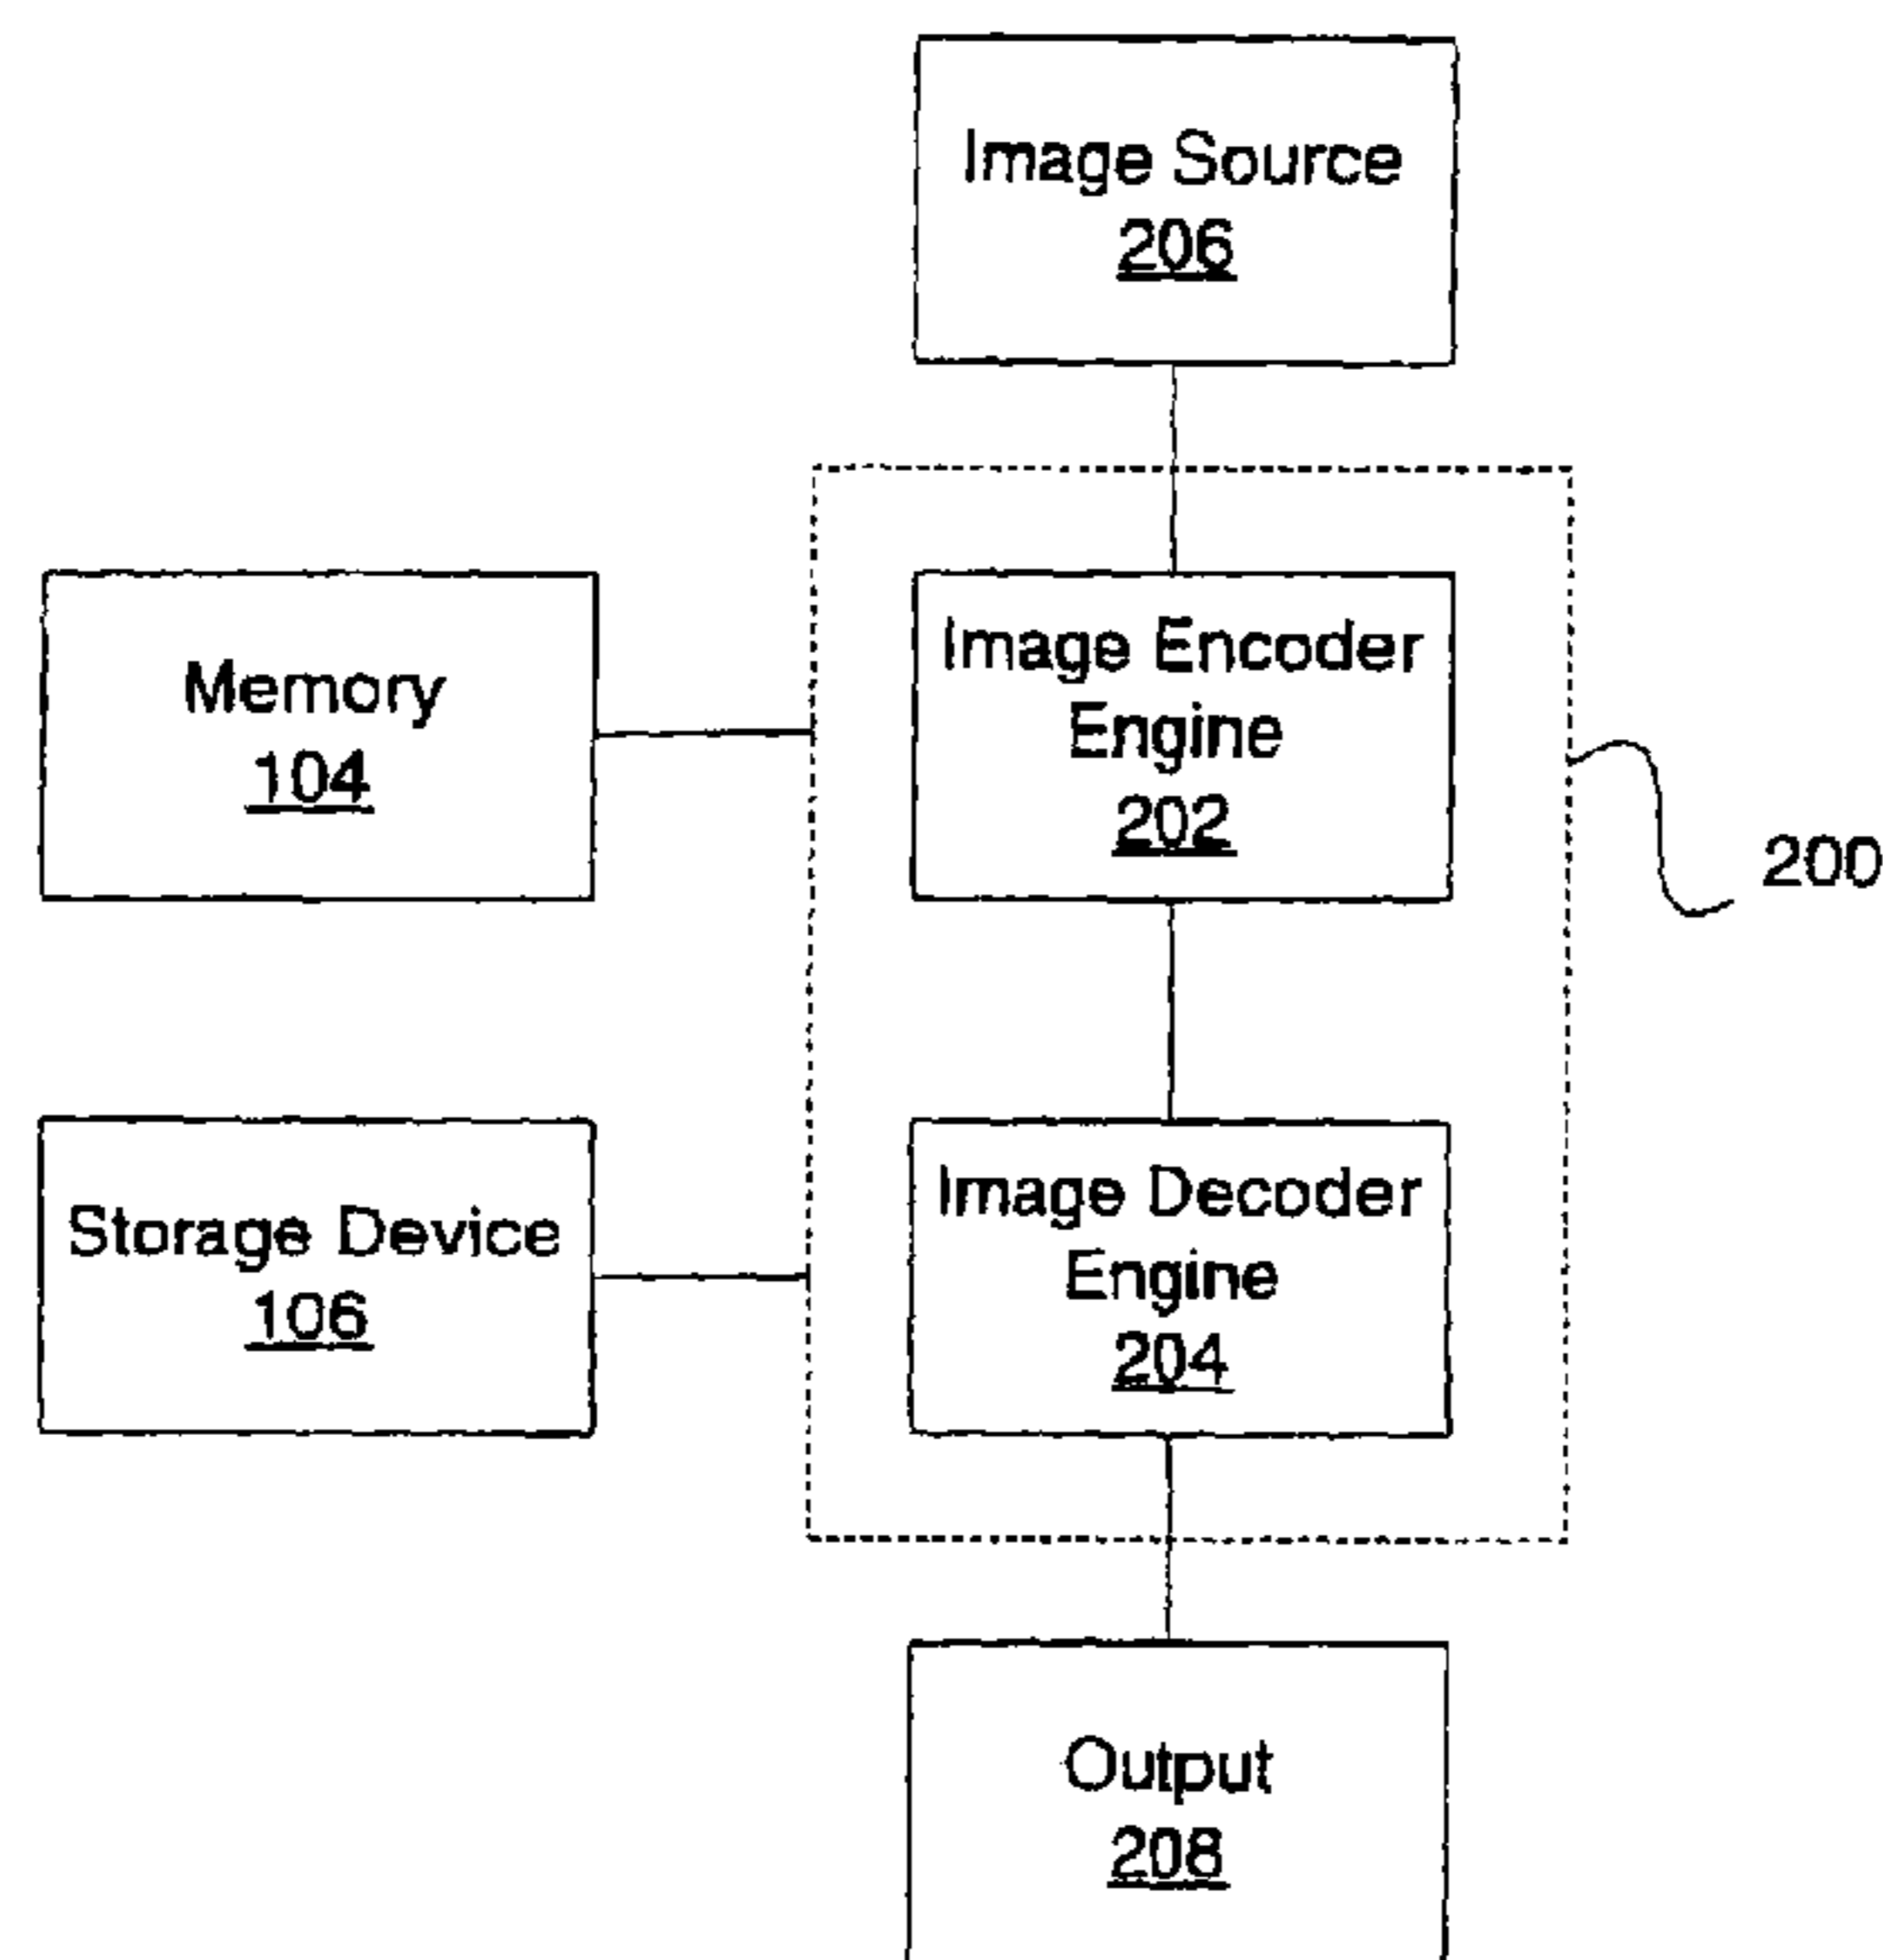 Image Source
206
Memory
104
Image Encoder
Engine
202
200
Storage Device
106
Image Decoder
Engine
204
Output
208